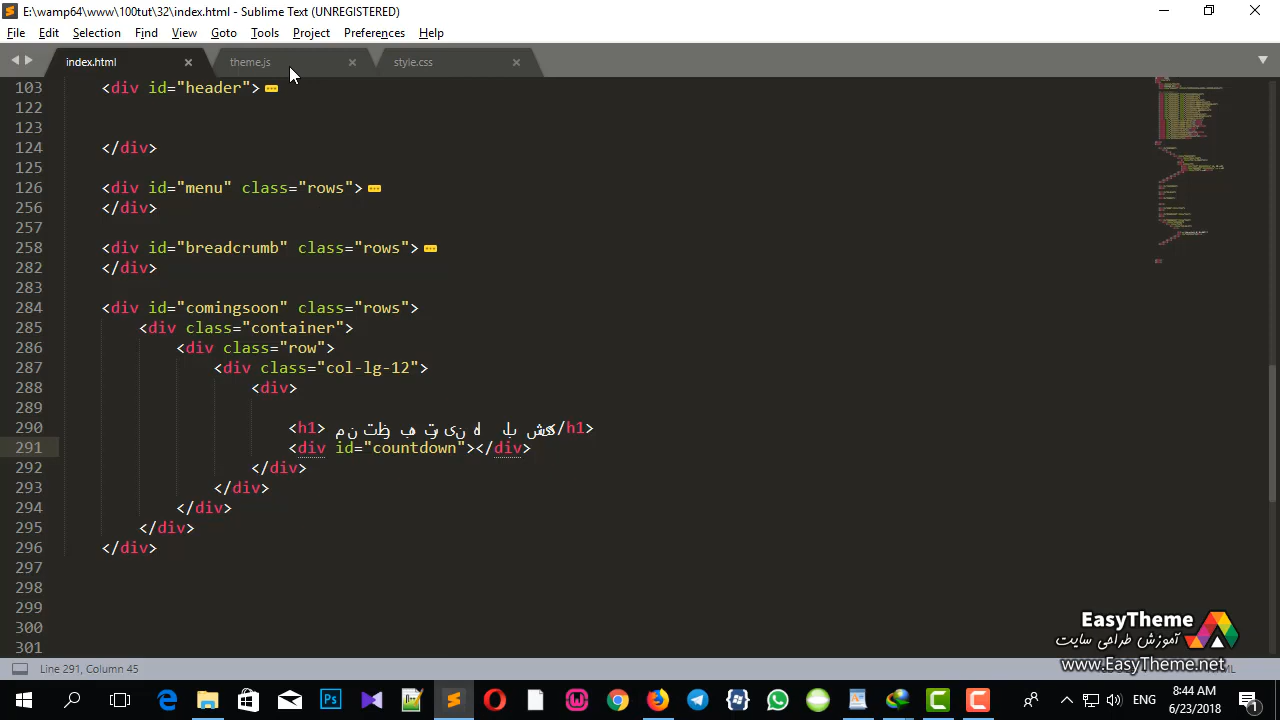 E:\wamp64\www\100tut\32\index.html - Sublime Text (UNREGISTERED)
File Edit Selection Find View Goto Tools Project Preferences Help
index.html theme.js style.css
103 <div id="header">
122
123
124 </div>
125
126 <div id="menu" class="rows">
256 </div>
257
258 <div id="breadcrumb" class="rows">
282 </div>
283
284 <div id="comingsoon" class="rows">
285 <div class="container">
286 <div class="row">
287 <div class="col-lg-12">
288 <div>
289
290 <h1> </h1>
291 <div id="countdown"></div>
292 </div>
293 </div>
294 </div>
295 </div>
296 </div>
297
298
299
300
301
EasyTheme
آموزش طراحی سایت
www.EasyTheme.net
Line 291, Column 45
ENG
8:44 AM
6/23/2018